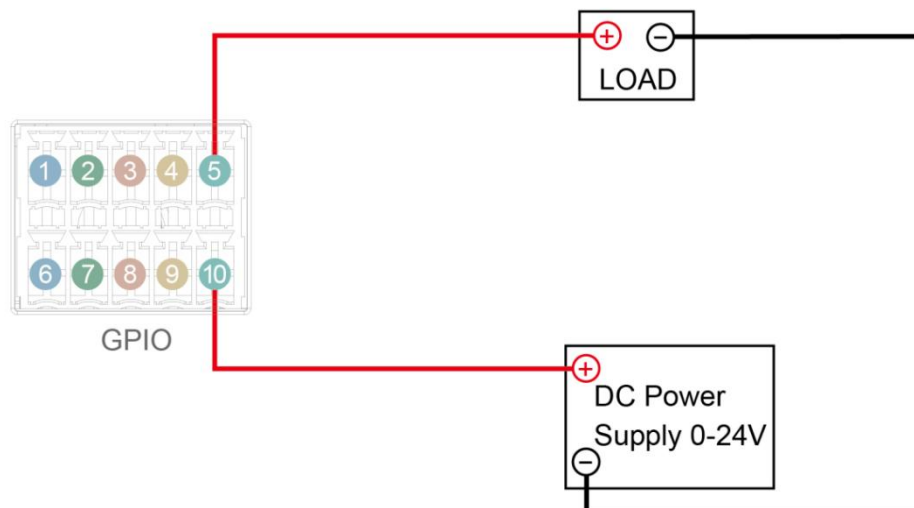 + −
LOAD
1 2 3 4 5
6 7 8 9 10
GPIO
+
DC Power
Supply 0-24V
−